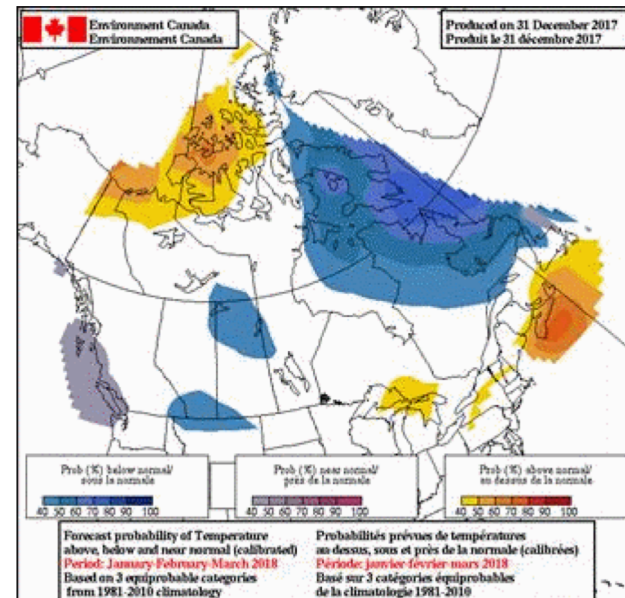 Environment Canada
Environnement Canada
Produced on 31 December 2017
Produit le 31 décembre 2017
Prob (%) below normal/
sous la normale
40 50 60 70 80 90 100
Prob (%) near normal/
près de la normale
40 50 60 70 80 90 100
Prob (%) above normal/
au dessus de la normale
40 50 60 70 80 90 100
Forecast probability of Temperature
above, below and near normal (calibrated)
Period: January-February-March 2018
Based on 3 equiprobable categories
from 1981-2010 climatology
Probabilités prévues de températures
au dessus, sous et près de la normale (calibrées)
Période: janvier-février-mars 2018
Basé sur 3 catégories équiprobables
de la climatologie 1981-2010